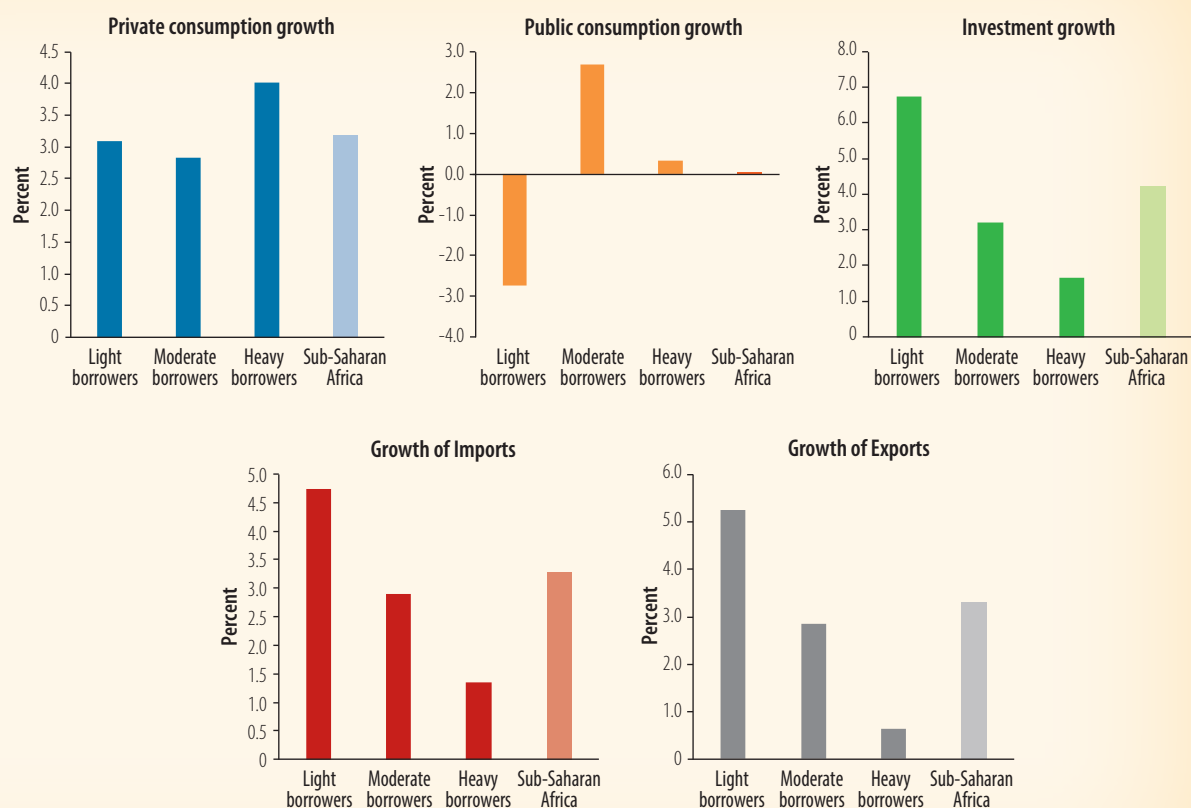 Private consumption growth
Percent
4.5
4.0
3.5
3.0
2.5
2.0
1.5
1.0
0.5
0
Light
borrowers
Moderate
borrowers
Heavy
borrowers
Sub-Saharan
Africa
Public consumption growth
Percent
3.0
2.0
1.0
0.0
–1.0
–2.0
–3.0
–4.0
Light
borrowers
Moderate
borrowers
Heavy
borrowers
Sub-Saharan
Africa
Investment growth
Percent
8.0
7.0
6.0
5.0
4.0
3.0
2.0
1.0
0
Light
borrowers
Moderate
borrowers
Heavy
borrowers
Sub-Saharan
Africa
Growth of Imports
Percent
5.0
4.5
4.0
3.5
3.0
2.5
2.0
1.5
1.0
0.5
0
Light
borrowers
Moderate
borrowers
Heavy
borrowers
Sub-Saharan
Africa
Growth of Exports
Percent
6.0
5.0
4.0
3.0
2.0
1.0
0
Light
borrowers
Moderate
borrowers
Heavy
borrowers
Sub-Saharan
Africa